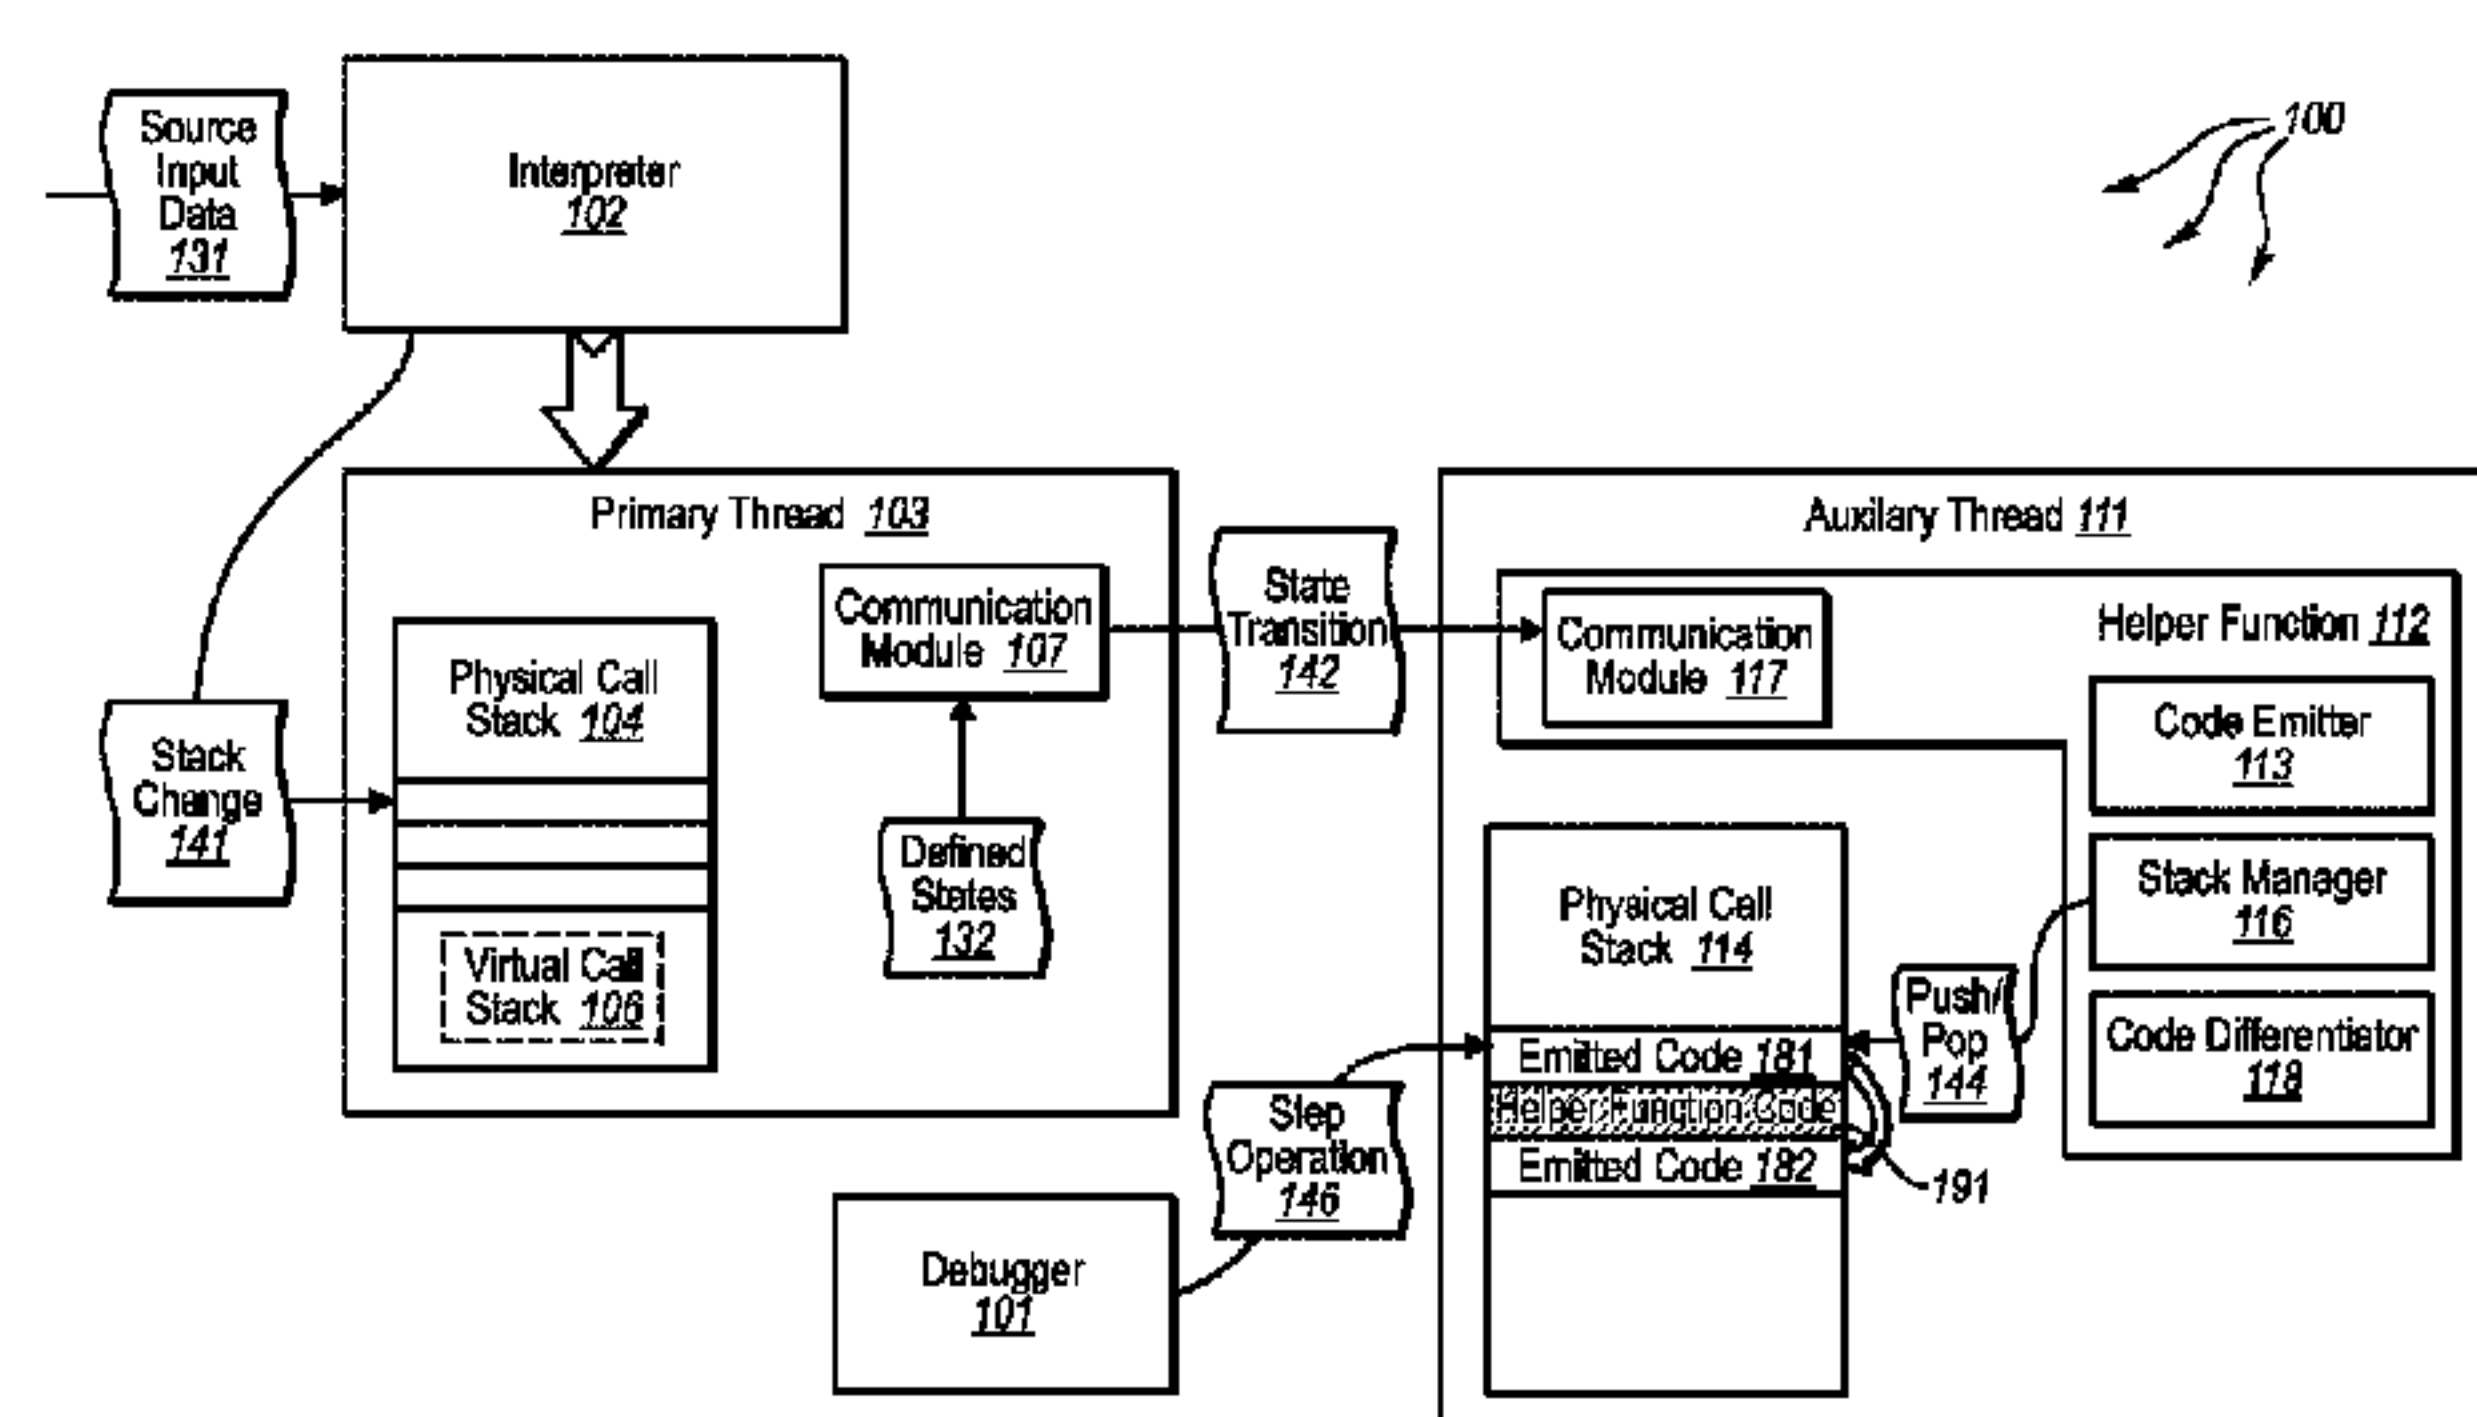 Source
Input
Data
131
Interpreter
102
100
Primary Thread 103
Communication
Module 107
Physical Call
Stack 104
Virtual Call
Stack 106
Defined
States
132
Stack
Change
141
State
Transition
142
Auxilary Thread 111
Communication
Module 117
Helper Function 112
Code Emitter
113
Stack Manager
116
Code Differentiator
118
Physical Call
Stack 114
Emitted Code 181
Helper Function Code
Emitted Code 182
Push/
Pop
144
191
Step
Operation
146
Debugger
101